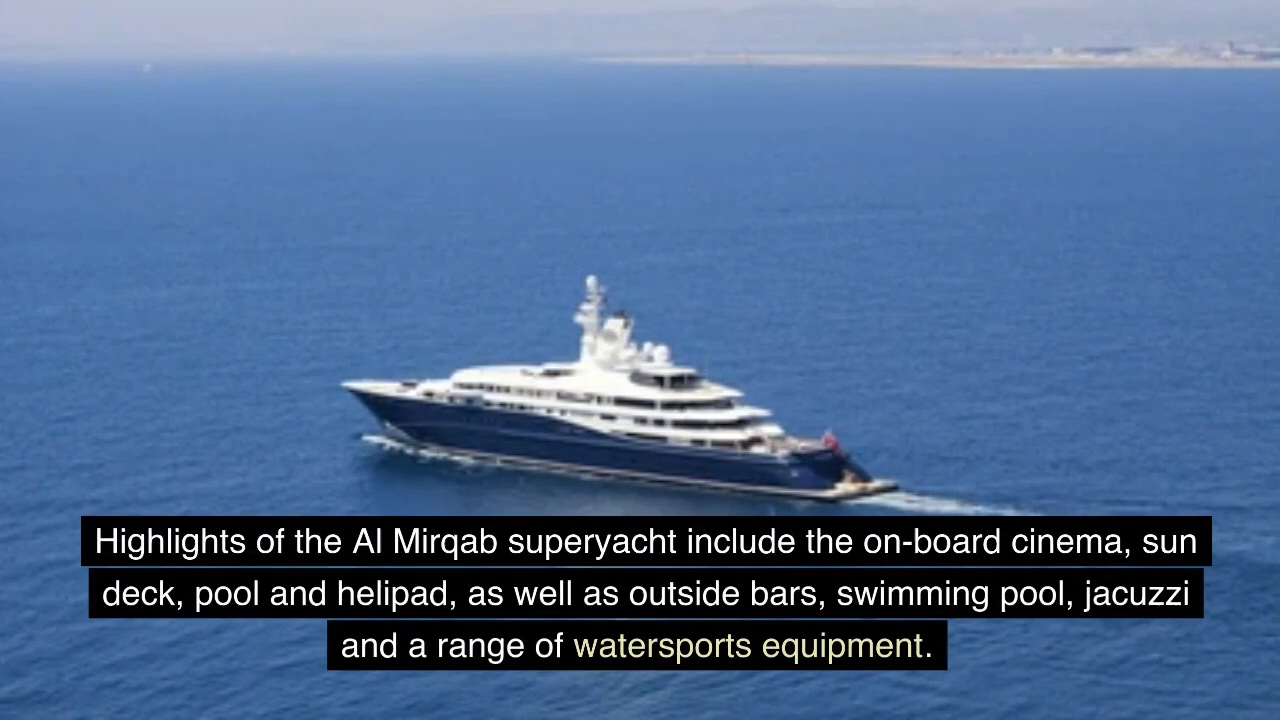 Highlights of the Al Mirqab superyacht include the on-board cinema, sun
deck, pool and helipad, as well as outside bars, swimming pool, jacuzzi
and a range of watersports equipment.